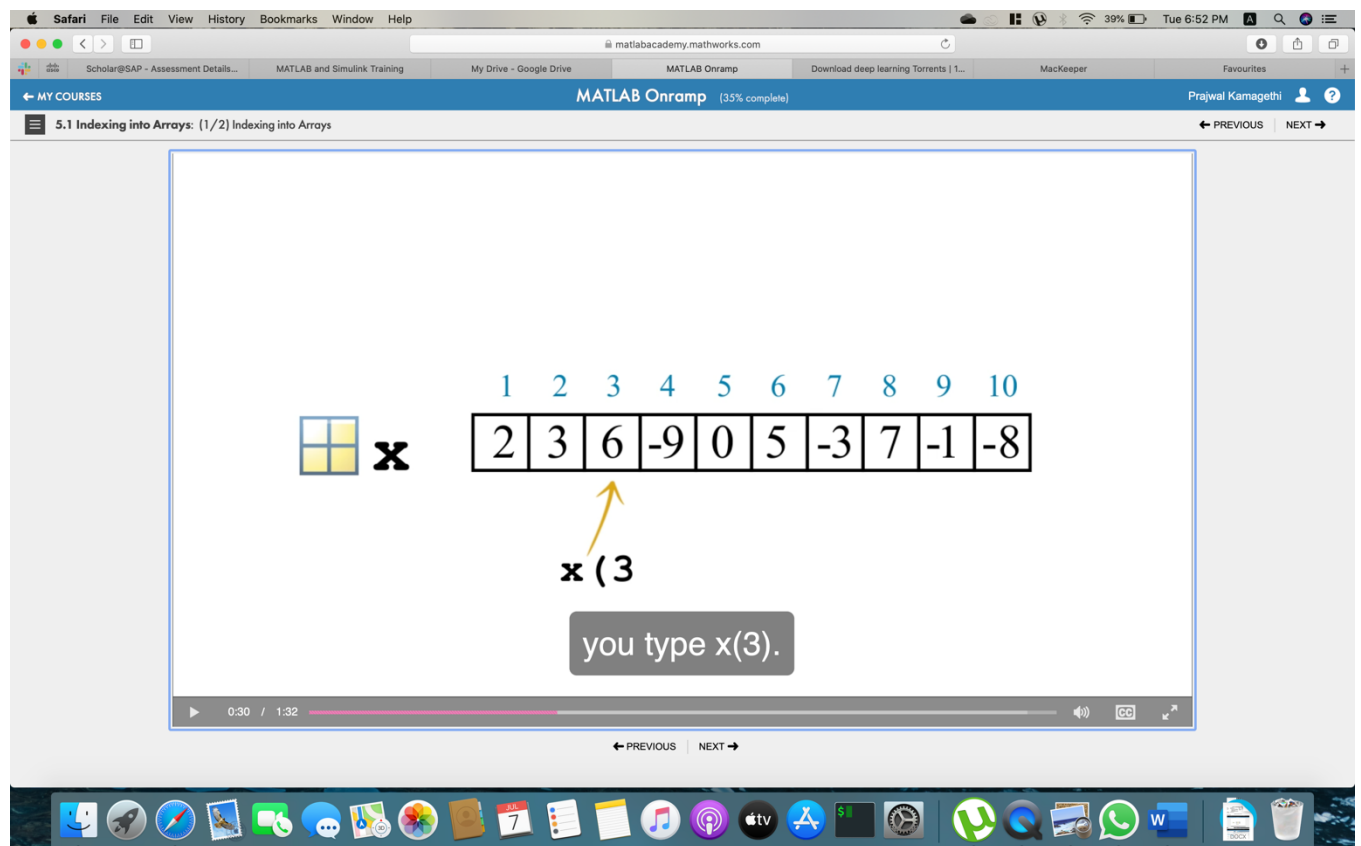 Safari File Edit View History Bookmarks Window Help 39% Tue 6:52 PM A
matlabacademy.mathworks.com
Scholar@SAP - Assessment Details... MATLAB and Simulink Training My Drive - Google Drive MATLAB Onramp Download deep learning Torrents | 1... MacKeeper Favourites
MY COURSES MATLAB Onramp (35% complete) Prajwal Kamagethi ?
5.1 Indexing into Arrays: (1/2) Indexing into Arrays PREVIOUS NEXT
1 2 3 4 5 6 7 8 9 10
x 2 3 6 -9 0 5 -3 7 -1 -8
x(3
you type x(3).
0:30 / 1:32 CC
PREVIOUS NEXT
JUL
7 tv $ W
DOCX